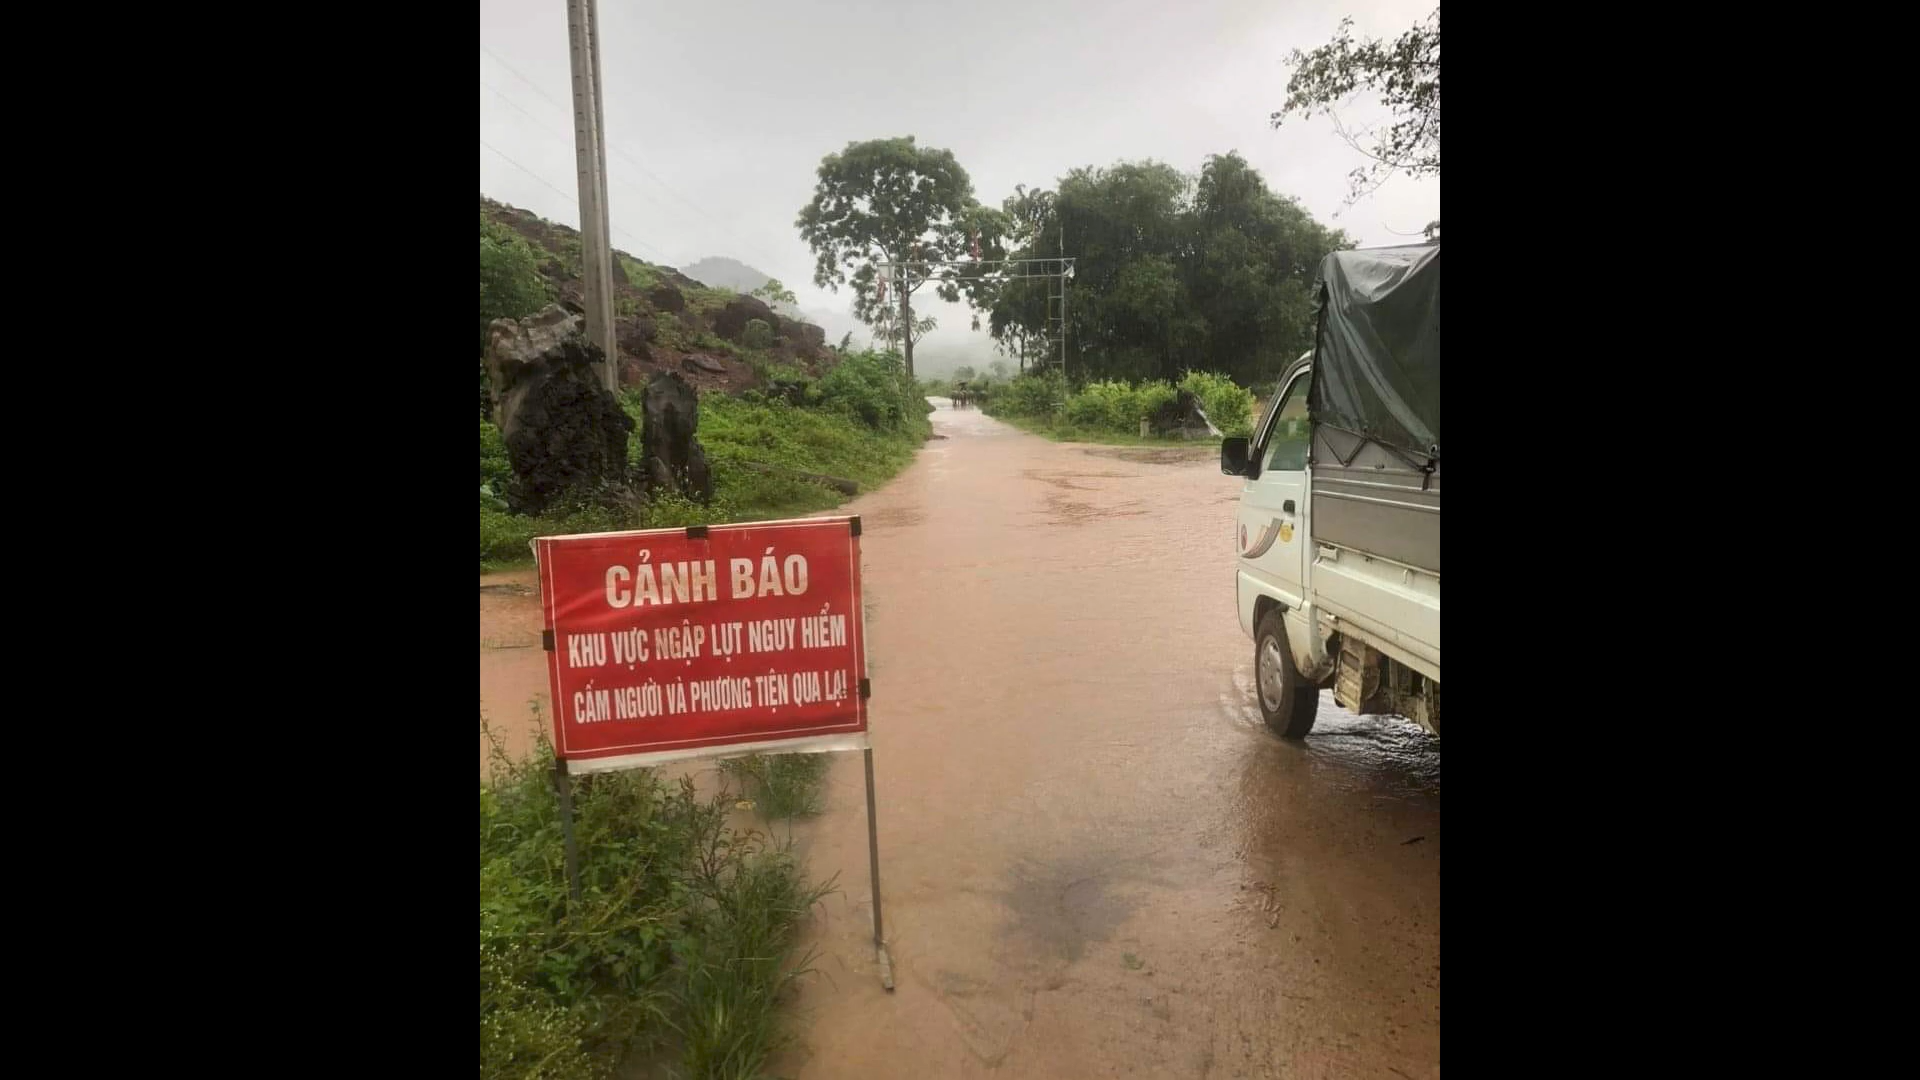 CẢNH BÁO
KHU VỰC NGẬP LỤT NGUY HIỂM
CẤM NGƯỜI VÀ PHƯƠNG TIỆN QUA LẠI